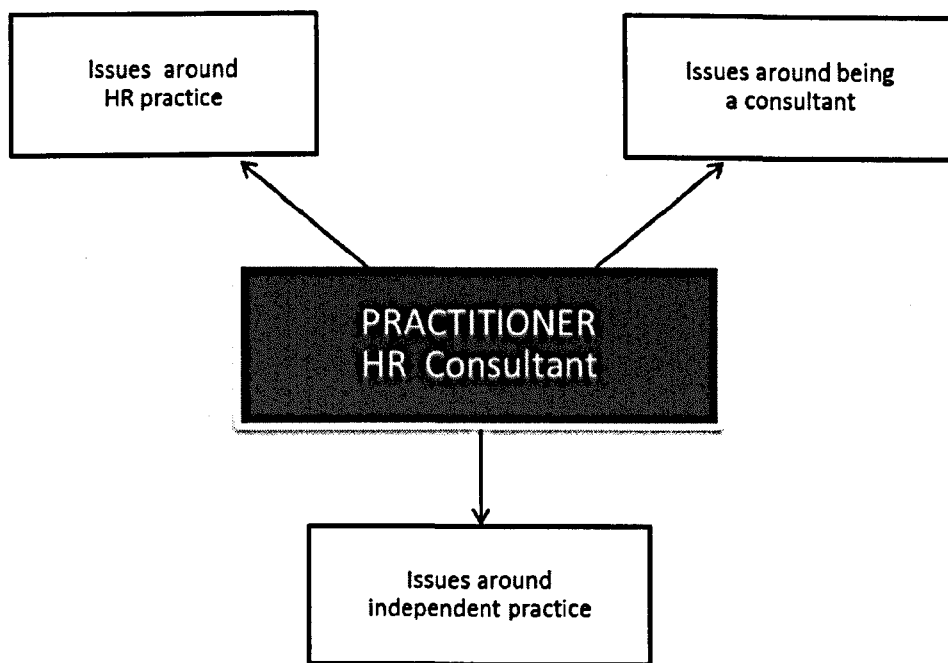 Issues around
HR practice
Issues around being
a consultant
PRACTITIONER
HR Consultant
Issues around
independent practice